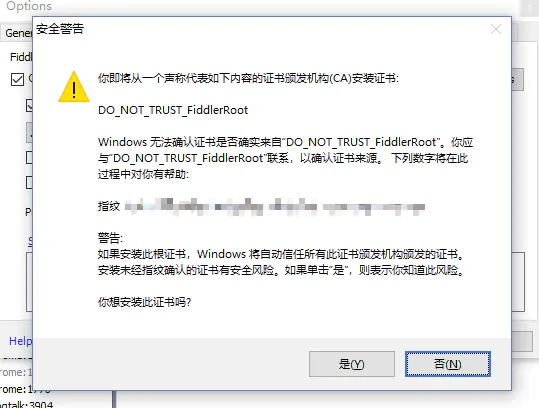 Options
安全警告
Gener
Fiddl
你即将从一个声称代表如下内容的证书颁发机构(CA)安装证书:
DO_NOT_TRUST_FiddlerRoot
Windows 无法确认证书是否确实来自"DO_NOT_TRUST_FiddlerRoot"。你应
与"DO_NOT_TRUST_FiddlerRoot"联系，以确认证书来源。 下列数字将在此
过程中对你有帮助:
指纹
警告:
如果安装此根证书，Windows 将自动信任所有此证书颁发机构颁发的证书。
安装未经指纹确认的证书有安全风险。如果单击"是"，则表示你知道此风险。
你想安装此证书吗?
Help
是(Y)
否(N)
rome:1770
ngtalk:3904